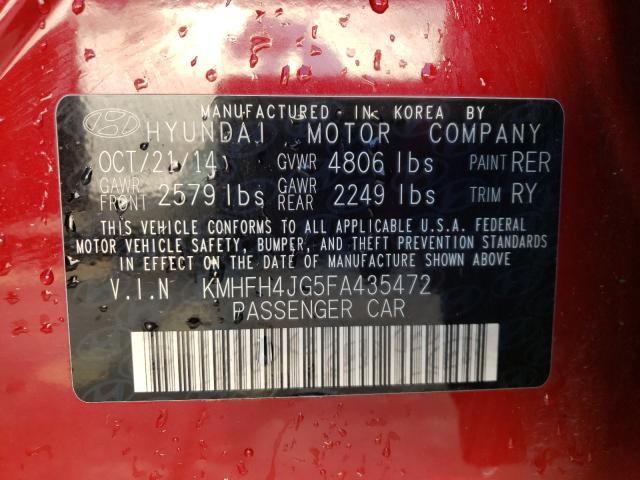 MANUFACTURED - IN KOREA BY
HYUNDAI MOTOR COMPANY
OCT/21/14 GVWR 4806 lbs PAINT RER
GAWR FRONT 2579 lbs GAWR REAR 2249 lbs TRIM RY
THIS VEHICLE CONFORMS TO ALL APPLICABLE U.S.A. FEDERAL
MOTOR VEHICLE SAFETY, BUMPER, AND THEFT PREVENTION STANDARDS
IN EFFECT ON THE DATE OF MANUFACTURE SHOWN ABOVE.
V.I.N KMHFH4JG5FA435472
PASSENGER CAR